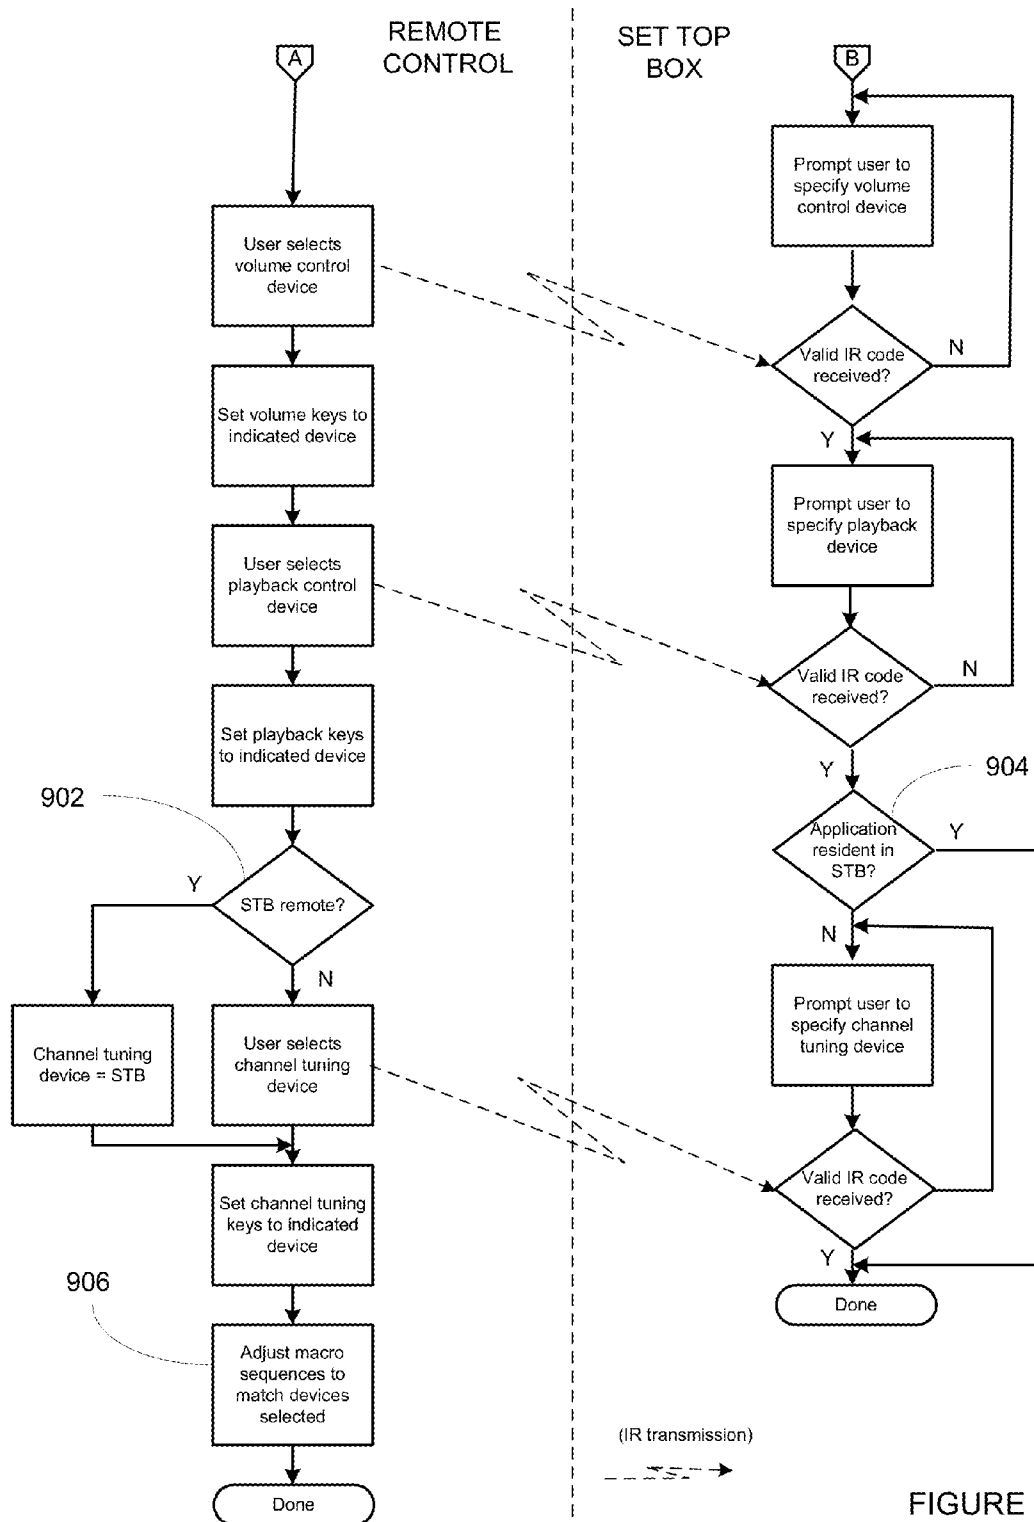 REMOTE
CONTROL
A
User selects
volume control
device
Set volume keys to
indicated device
User selects
playback control
device
Set playback keys
to indicated device
902
STB remote?
Y
N
Channel tuning
device = STB
User selects
channel tuning
device
Set channel tuning
keys to indicated
device
906
Adjust macro
sequences to
match devices
selected
Done
SET TOP
BOX
B
Prompt user to
specify volume
control device
Valid IR code
received?
N
Y
Prompt user to
specify playback
device
Valid IR code
received?
N
Y
904
Application
resident in
STB?
Y
N
Prompt user to
specify channel
tuning device
Valid IR code
received?
Y
Done
(IR transmission)
FIGURE